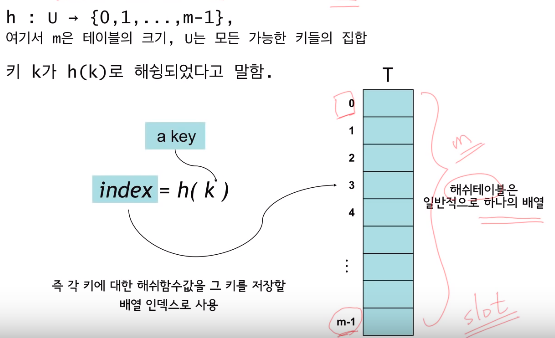 h : U → {0,1,...,m-1},
여기서 m은 테이블의 크기, U는 모든 가능한 키들의 집합
키 k가 h(k)로 해슁되었다고 말함.
T
a key
index = h( k )
0
1
2
3
4
⋮
m-1
m
해쉬테이블은
일반적으로 하나의 배열
slot
즉 각 키에 대한 해쉬함수값을 그 키를 저장할
배열 인덱스로 사용